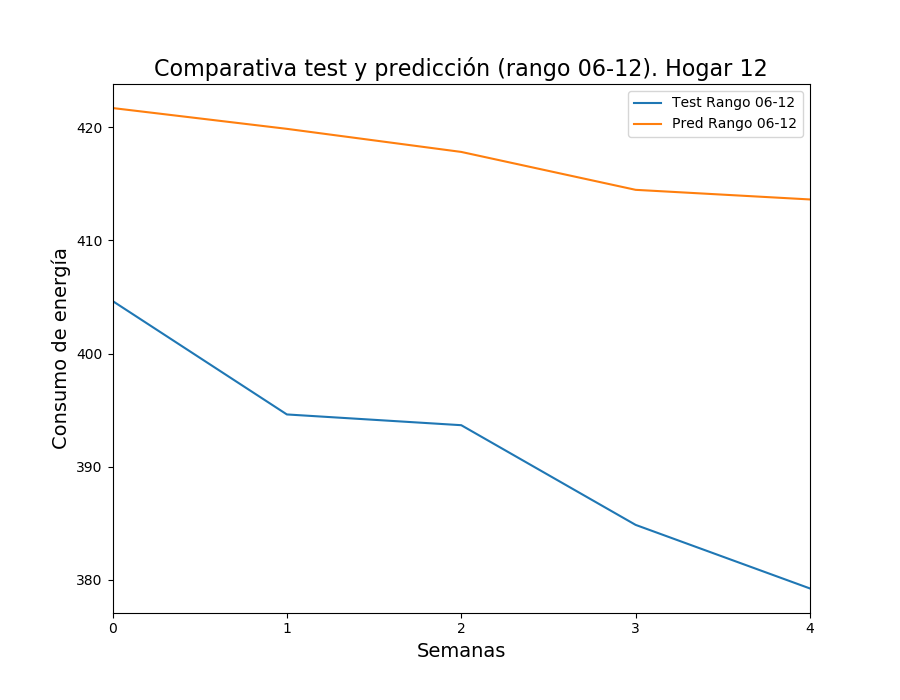 Comparativa test y predicción (rango 06-12). Hogar 12
Test Rango 06-12
Pred Rango 06-12
420
410
400
390
380
Consumo de energía
0 1 2 3 4
Semanas